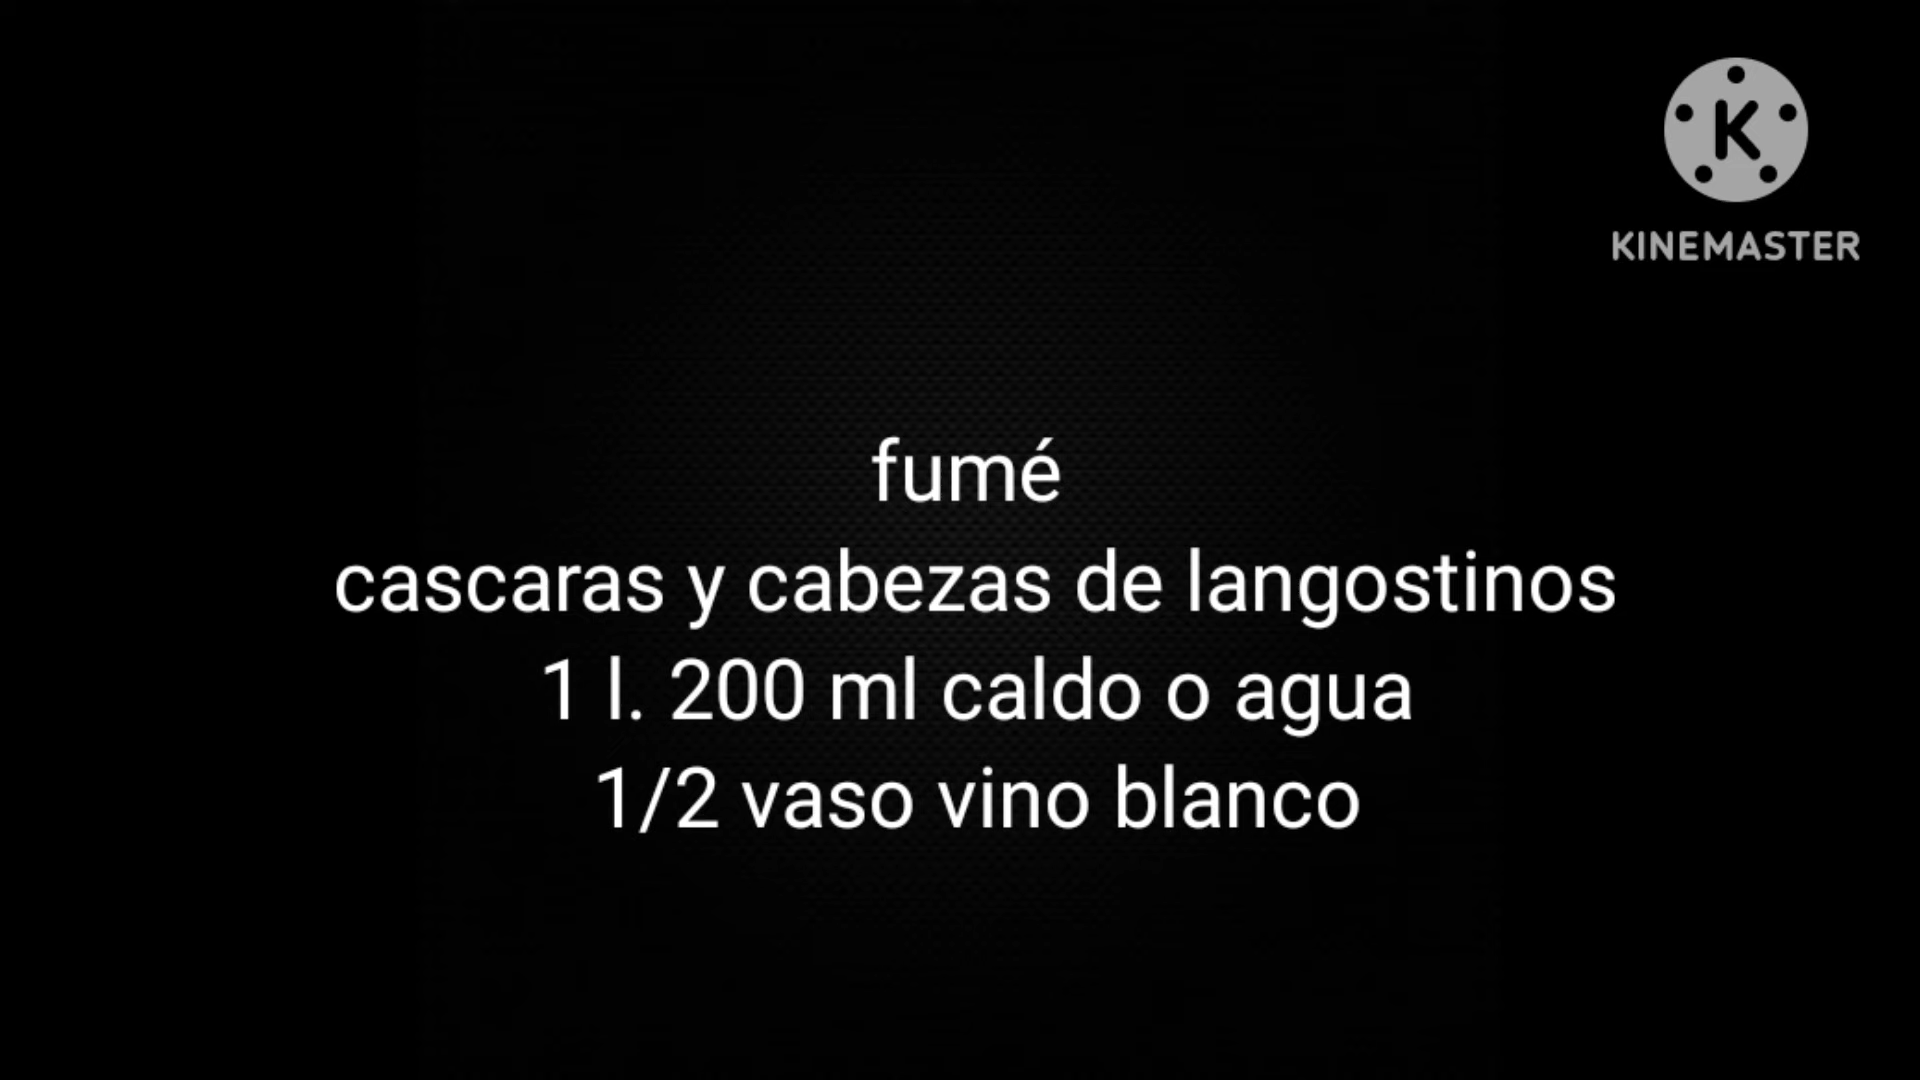 K
KINEMASTER
fumé
cascaras y cabezas de langostinos
1 l. 200 ml caldo o agua
1/2 vaso vino blanco